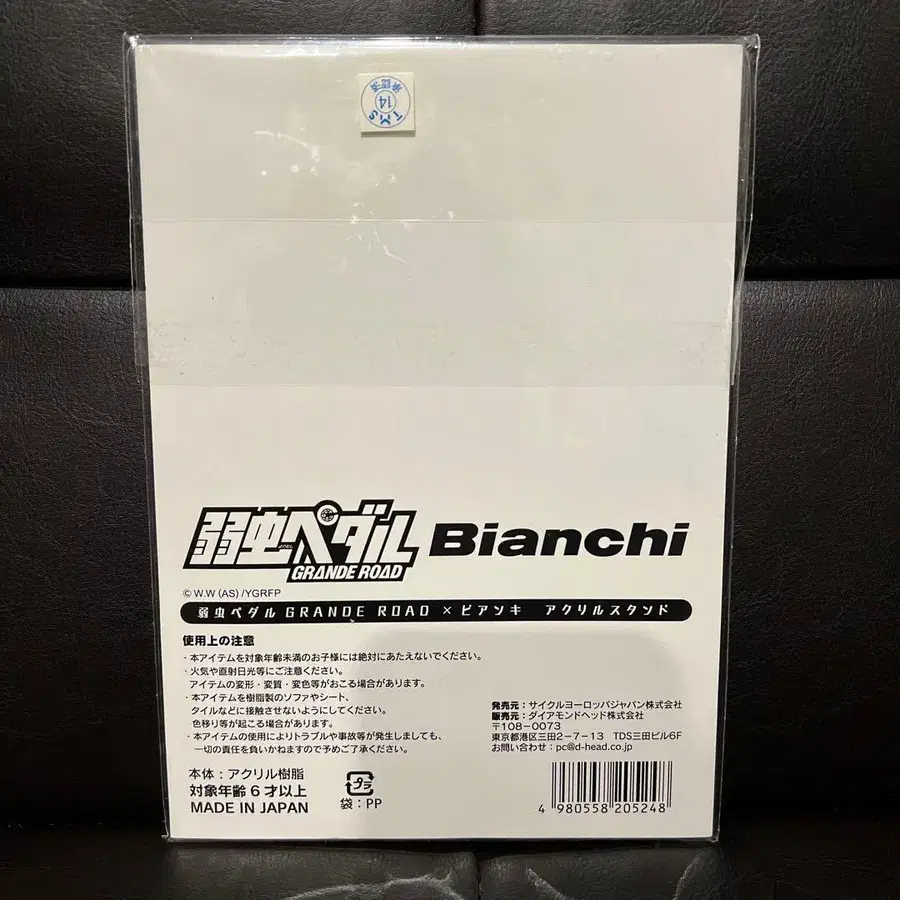 TMS
14
承認済
弱虫ペダル Bianchi
GRANDE ROAD
© W.W (AS) /YGRFP
弱虫ペダル GRANDE ROAD × ビアンキ アクリルスタンド
使用上の注意
・本アイテムを対象年齢未満のお子様には絶対にあたえないでください。
・火気や直射日光等にご注意ください。
アイテムの変形・変質・変色等がおこる場合があります。
・本アイテムを樹脂製のソファやシート、
タイルなどに接触させないようにしてください。
色移り等が起こる場合があります。
・本アイテムの使用によりトラブルや事故等が発生しましても、
一切の責任を負いかねますので予めご了承ください。
発売元：サイクルヨーロッパジャパン株式会社
販売元：ダイアモンドヘッド株式会社
〒108-0073
東京都港区三田2-7-13 TDS三田ビル6F
お問い合わせ：pc@d-head.co.jp
本体：アクリル樹脂
対象年齢 6 才以上
MADE IN JAPAN
プラ
袋：PP
4 980558 205248